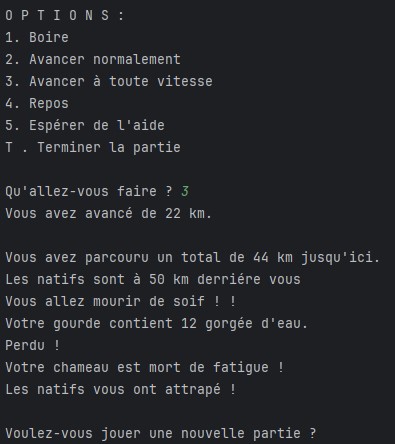 O P T I O N S :
1. Boire
2. Avancer normalement
3. Avancer à toute vitesse
4. Repos
5. Espérer de l'aide
T . Terminer la partie
Qu'allez-vous faire ? 3
Vous avez avancé de 22 km.
Vous avez parcouru un total de 44 km jusqu'ici.
Les natifs sont à 50 km derriére vous
Vous allez mourir de soif ! !
Votre gourde contient 12 gorgée d'eau.
Perdu !
Votre chameau est mort de fatigue !
Les natifs vous ont attrapé !
Voulez-vous jouer une nouvelle partie ?